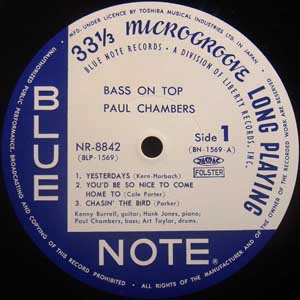 MANUFACTURED BY TOSHIBA MUSICAL INDUSTRIES LTD. IN JAPAN
33⅓ MICROGROOVE LONG PLAYING
BLUE NOTE RECORDS • A DIVISION OF LIBERTY RECORDS, INC.
BASS ON TOP
PAUL CHAMBERS
NR-8842
(BLP-1569)
Side 1
(BN-1569-A)
FOLSTER
1. YESTERDAYS (Kern-Harbach)
2. YOU'D BE SO NICE TO COME
HOME TO (Cole Porter)
3. CHASIN' THE BIRD (Parker)
Kenny Burrell, guitar; Hank Jones, piano;
Paul Chambers, bass; Art Taylor, drums.
BLUE
NOTE
UNAUTHORIZED PUBLIC PERFORMANCE, BROADCASTING AND COPYING OF THIS RECORD PROHIBITED • ALL RIGHTS OF THE MANUFACTURER AND OF THE OWNER OF THE RECORDED WORK RESERVED